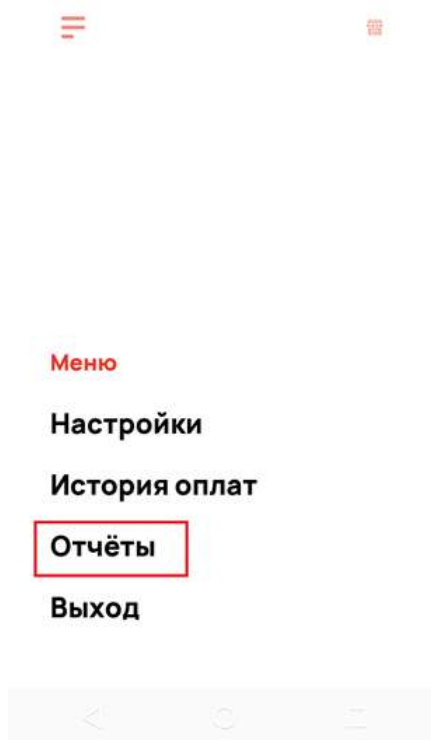 Меню
Настройки
История оплат
Отчёты
Выход